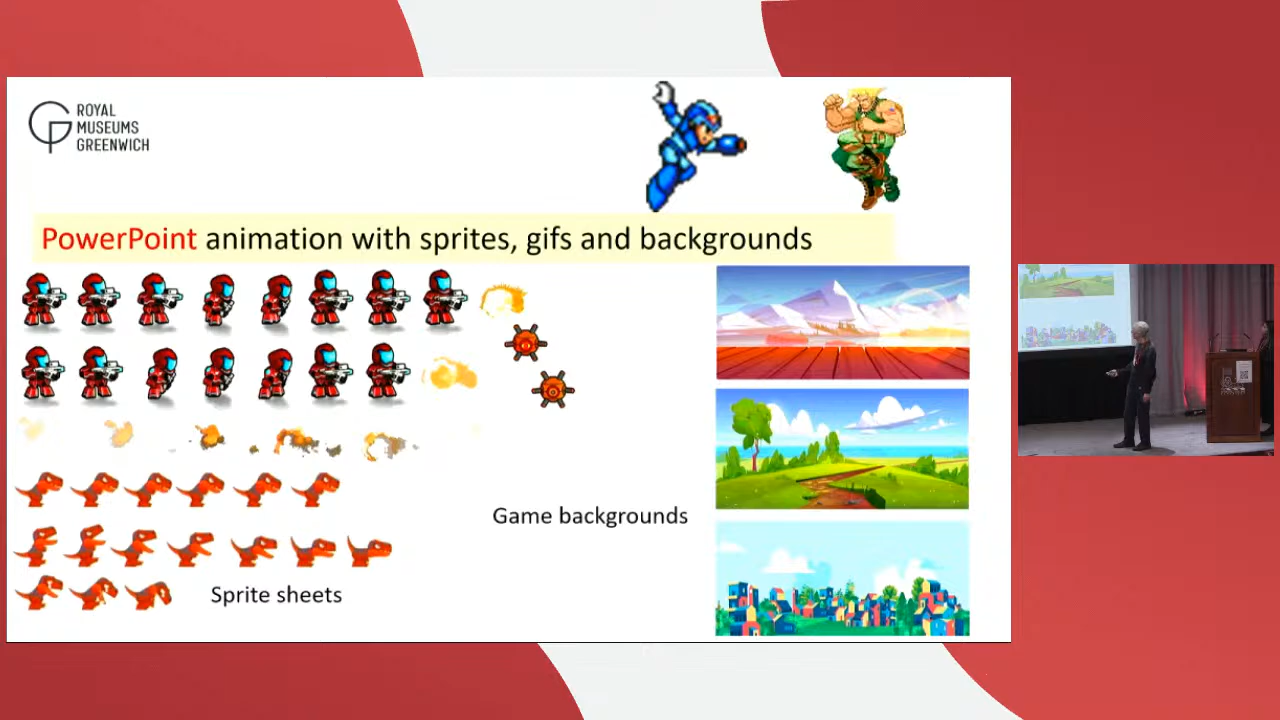 ROYAL
MUSEUMS
GREENWICH
PowerPoint animation with sprites, gifs and backgrounds
Game backgrounds
Sprite sheets